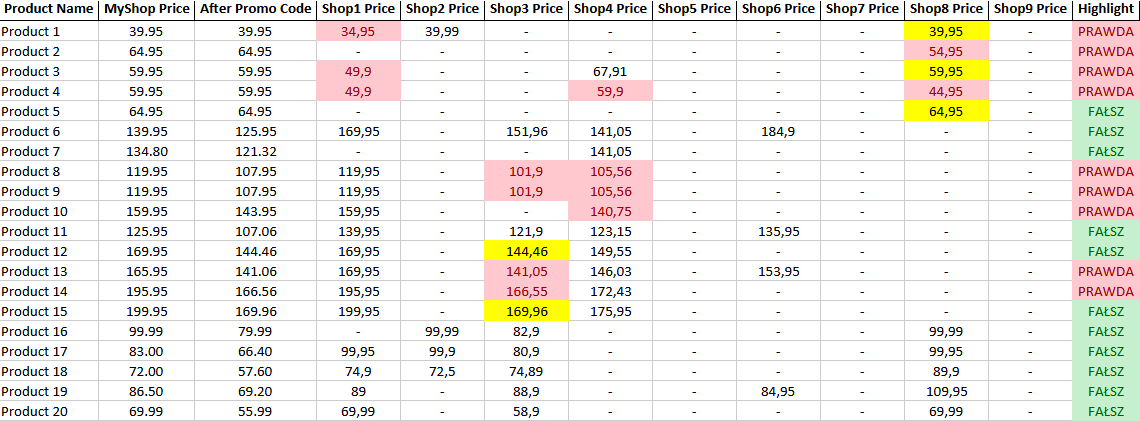 Product Name MyShop Price After Promo Code Shop1 Price Shop2 Price Shop3 Price Shop4 Price Shop5 Price Shop6 Price Shop7 Price Shop8 Price Shop9 Price Highlight
Product 1 39.95 39.95 34,95 39,99 - - - - - 39,95 - PRAWDA
Product 2 64.95 64.95 - - - - - - - 54,95 - PRAWDA
Product 3 59.95 59.95 49,9 - - 67,91 - - - 59,95 - PRAWDA
Product 4 59.95 59.95 49,9 - - 59,9 - - - 44,95 - PRAWDA
Product 5 64.95 64.95 - - - - - - - 64,95 - FAŁSZ
Product 6 139.95 125.95 169,95 - 151,96 141,05 - 184,9 - - - FAŁSZ
Product 7 134.80 121.32 - - - 141,05 - - - - - FAŁSZ
Product 8 119.95 107.95 119,95 - 101,9 105,56 - - - - - PRAWDA
Product 9 119.95 107.95 119,95 - 101,9 105,56 - - - - - PRAWDA
Product 10 159.95 143.95 159,95 - - 140,75 - - - - - PRAWDA
Product 11 125.95 107.06 139,95 - 121,9 123,15 - 135,95 - - - FAŁSZ
Product 12 169.95 144.46 169,95 - 144,46 149,55 - - - - - FAŁSZ
Product 13 165.95 141.06 169,95 - 141,05 146,03 - 153,95 - - - PRAWDA
Product 14 195.95 166.56 195,95 - 166,55 172,43 - - - - - PRAWDA
Product 15 199.95 169.96 199,95 - 169,96 175,95 - - - - - FAŁSZ
Product 16 99.99 79.99 - 99,99 82,9 - - - - 99,99 - FAŁSZ
Product 17 83.00 66.40 99,95 99,9 80,9 - - - - 99,95 - FAŁSZ
Product 18 72.00 57.60 74,9 72,5 74,89 - - - - 89,9 - FAŁSZ
Product 19 86.50 69.20 89 - 88,9 - - 84,95 - 109,95 - FAŁSZ
Product 20 69.99 55.99 69,99 - 58,9 - - - - 69,99 - FAŁSZ